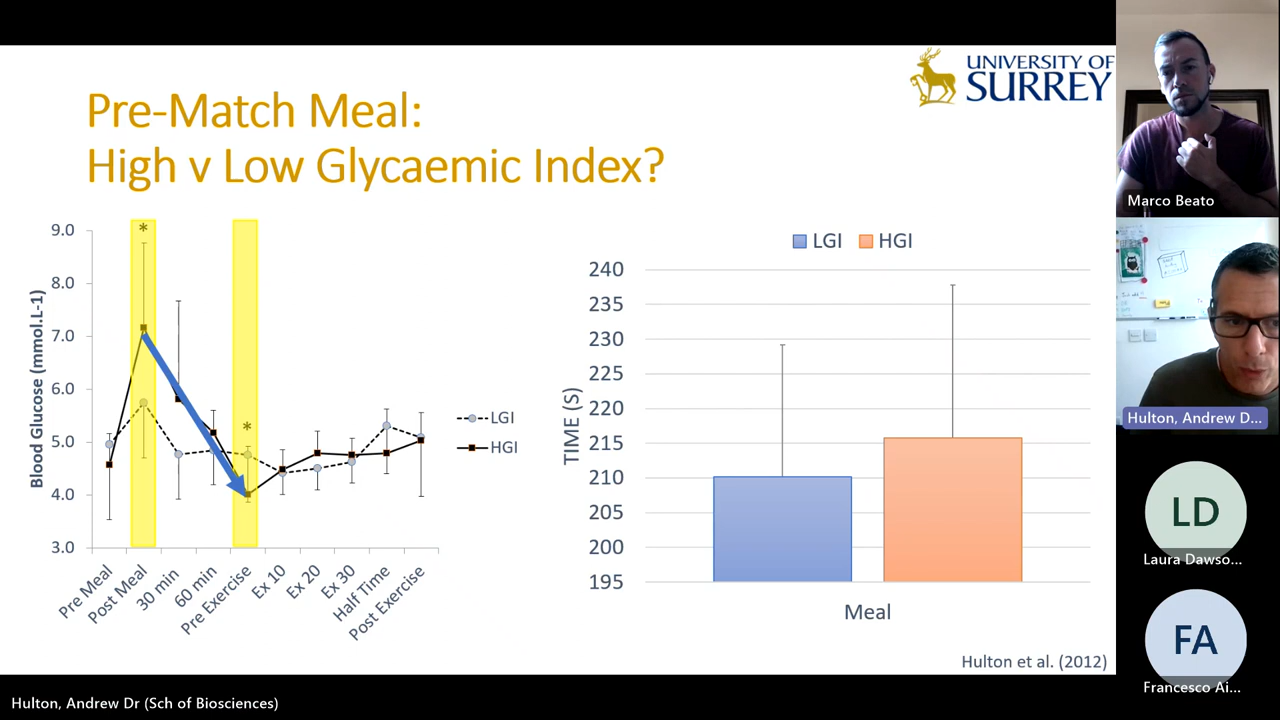 UNIVERSITY OF
SURREY
Pre-Match Meal:
High v Low Glycaemic Index?
Blood Glucose (mmol.L-1)
9.0
8.0
7.0
6.0
5.0
4.0
3.0
*
*
Pre Meal
Post Meal
30 min
60 min
Pre Exercise
Ex 10
Ex 20
Ex 30
Half Time
Post Exercise
LGI
HGI
LGI HGI
TIME (S)
240
235
230
225
220
215
210
205
200
195
Meal
Hulton et al. (2012)
Marco Beato
Hulton, Andrew D...
LD
Laura Dawso...
FA
Francesco Ai...
Hulton, Andrew Dr (Sch of Biosciences)